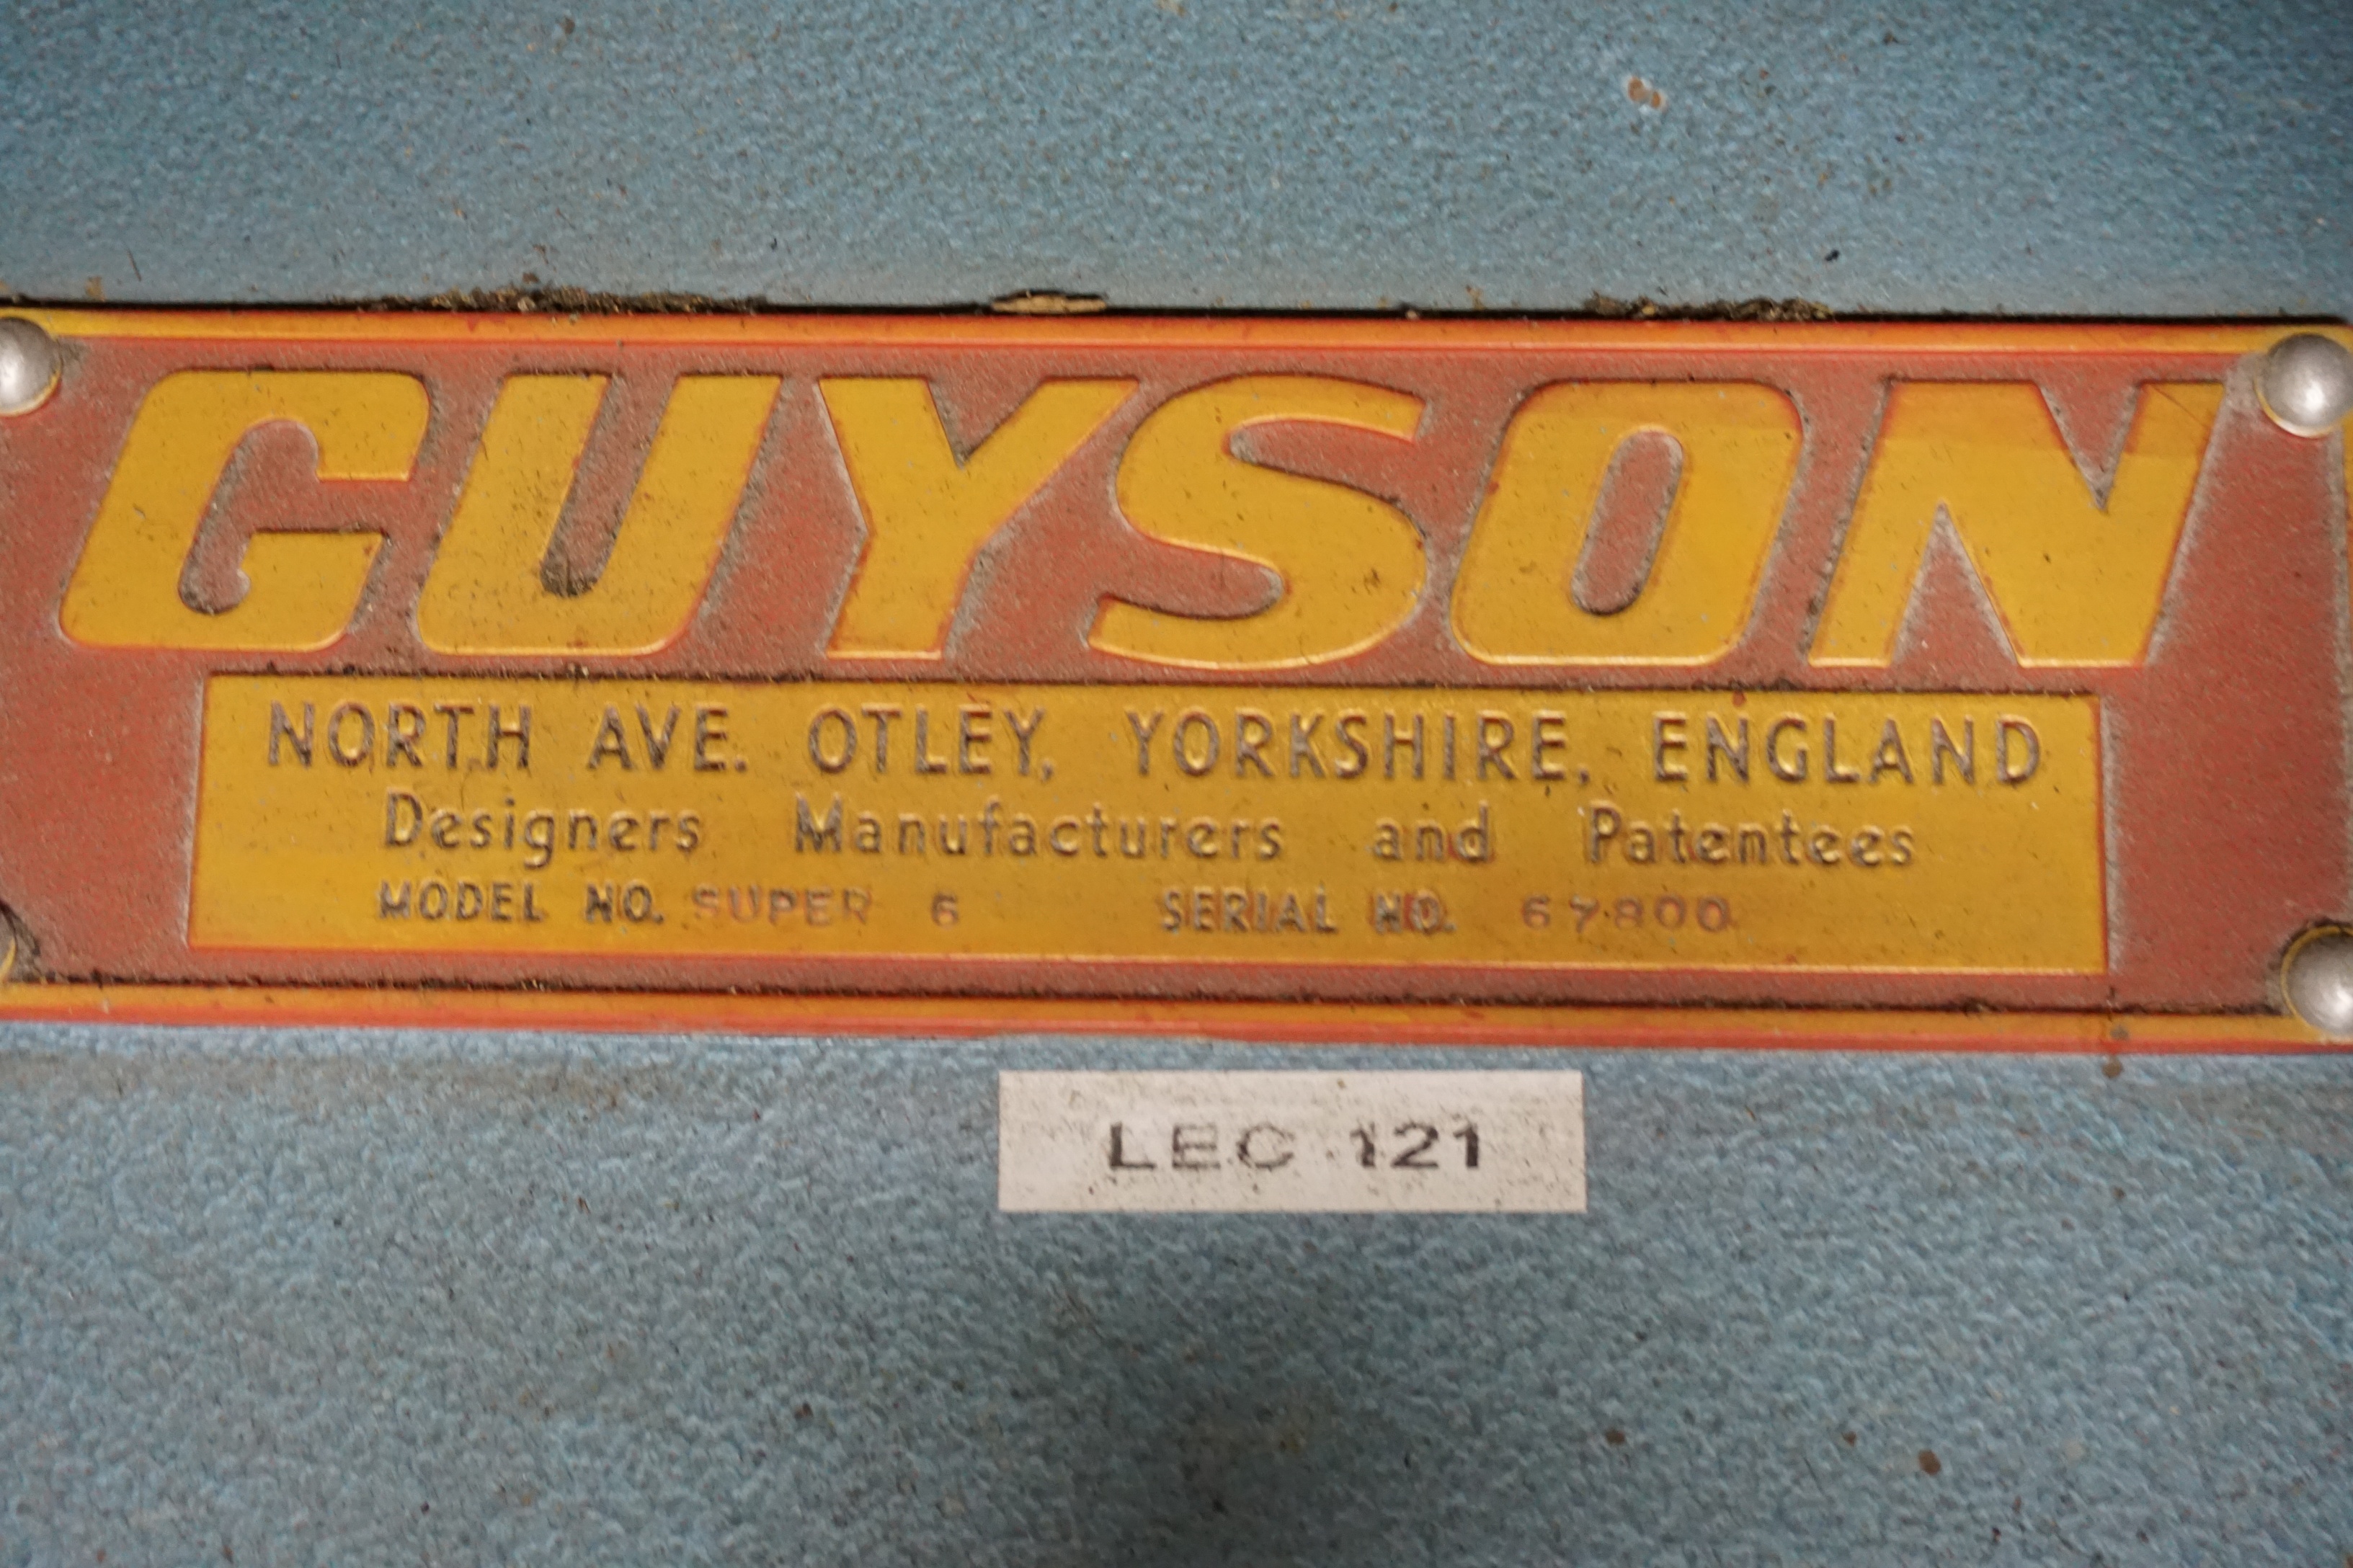 GUYSON
NORTH AVE. OTLEY, YORKSHIRE, ENGLAND
Designers Manufacturers and Patentees
MODEL NO. SUPER 6 SERIAL NO. 67800
LEC 121